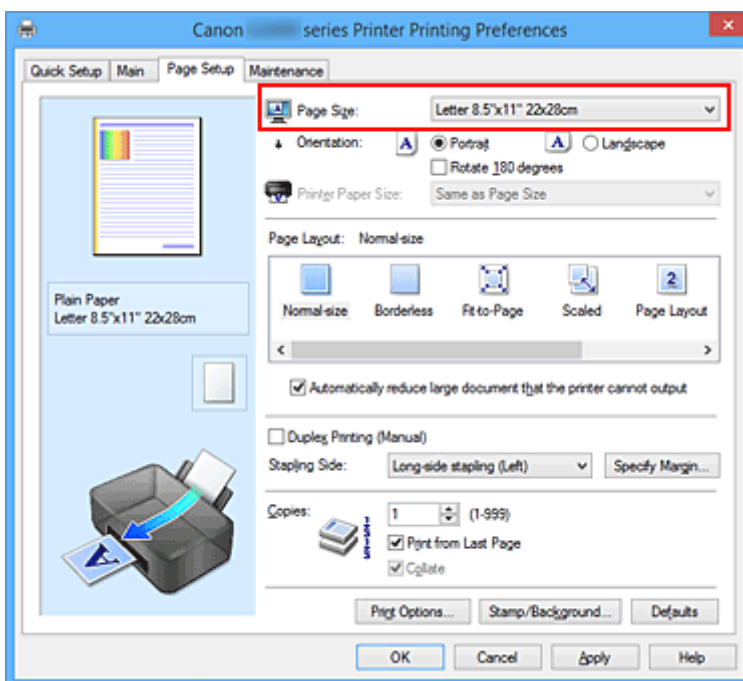 Canon series Printer Printing Preferences
Quick Setup Main Page Setup Maintenance
Page Size: Letter 8.5"x11" 22x28cm
Orientation: A Portrait A Landscape
Rotate 180 degrees
Printer Paper Size: Same as Page Size
Page Layout: Normal-size
2
Normal-size Borderless Fit-to-Page Scaled Page Layout
Plain Paper
Letter 8.5"x11" 22x28cm
Automatically reduce large document that the printer cannot output
Duplex Printing (Manual)
Stapling Side: Long-side stapling (Left) Specify Margin...
Copies: 1 (1-999)
Print from Last Page
Collate
A
Print Options... Stamp/Background... Defaults
OK Cancel Apply Help